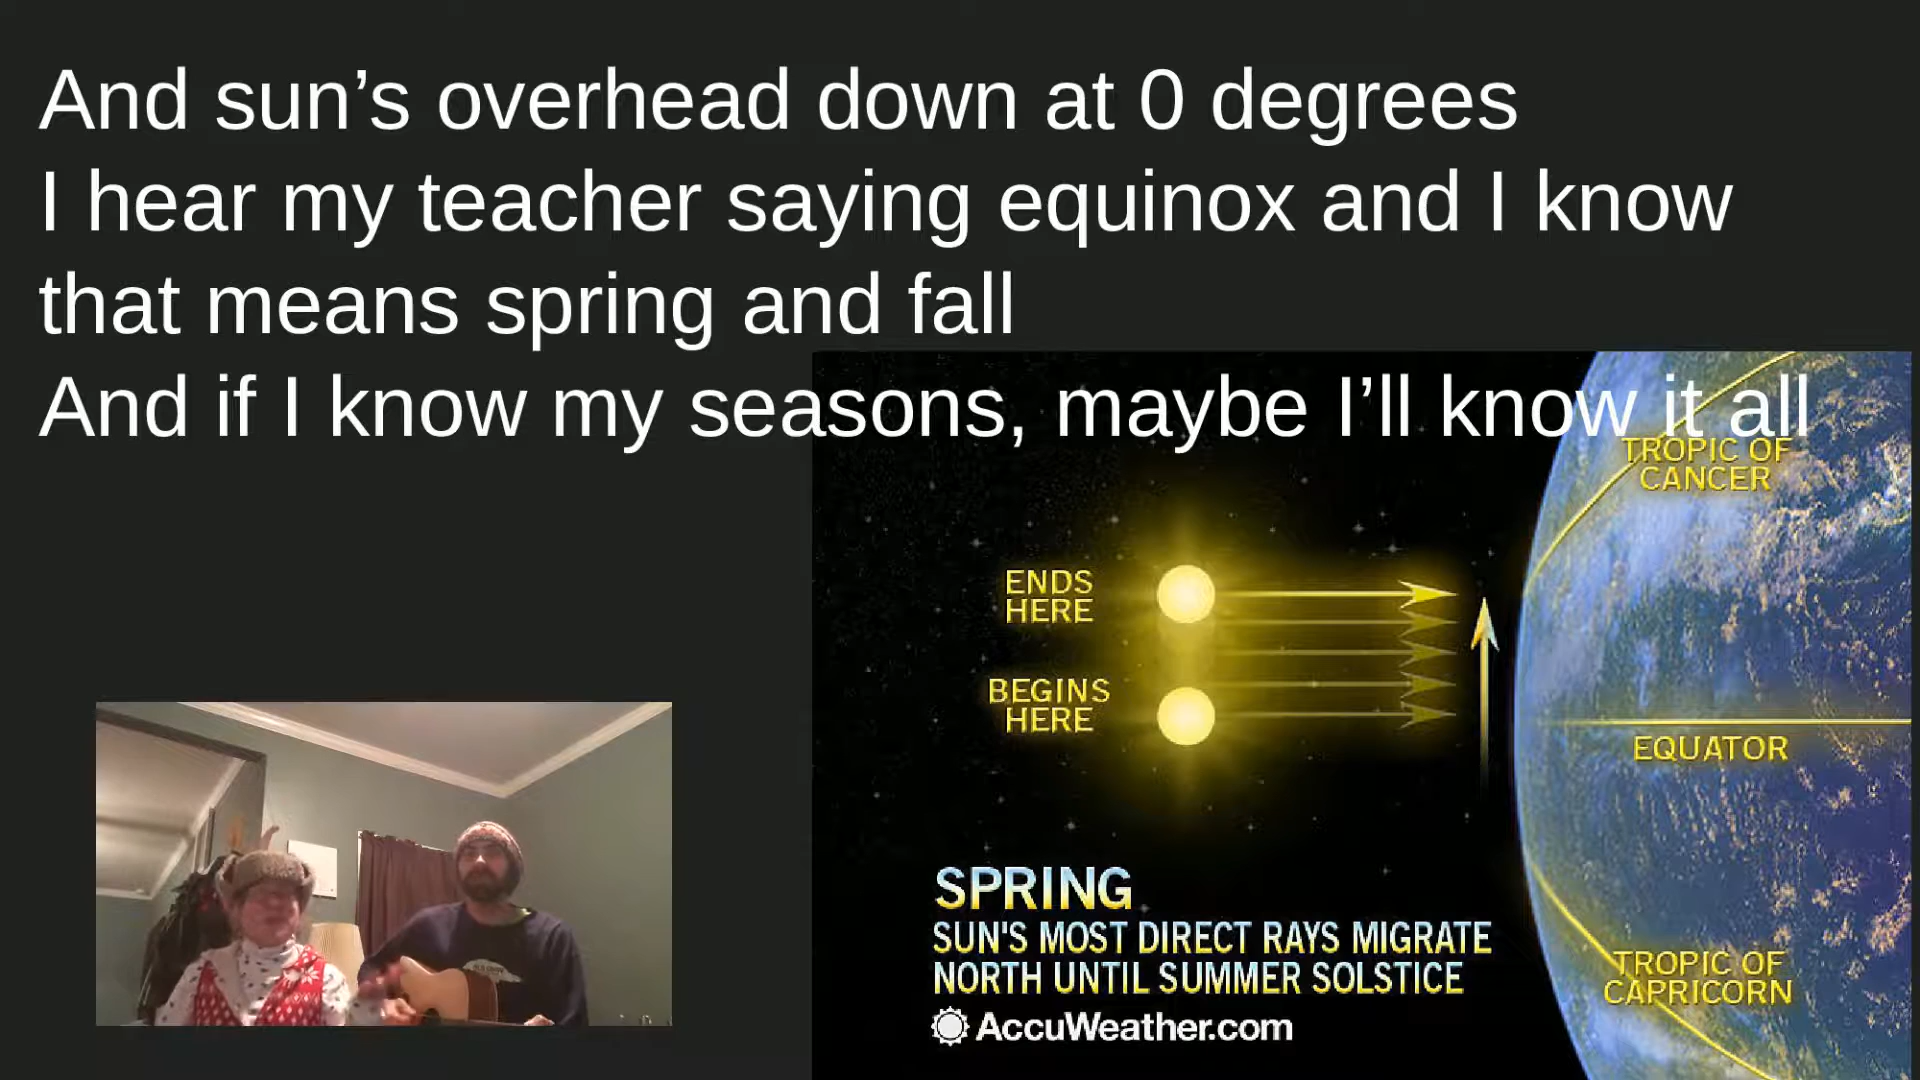 And sun’s overhead down at 0 degrees
I hear my teacher saying equinox and I know
that means spring and fall
And if I know my seasons, maybe I’ll know it all
TROPIC OF
CANCER
ENDS
HERE
BEGINS
HERE
EQUATOR
SPRING
SUN'S MOST DIRECT RAYS MIGRATE
NORTH UNTIL SUMMER SOLSTICE
TROPIC OF
CAPRICORN
AccuWeather.com